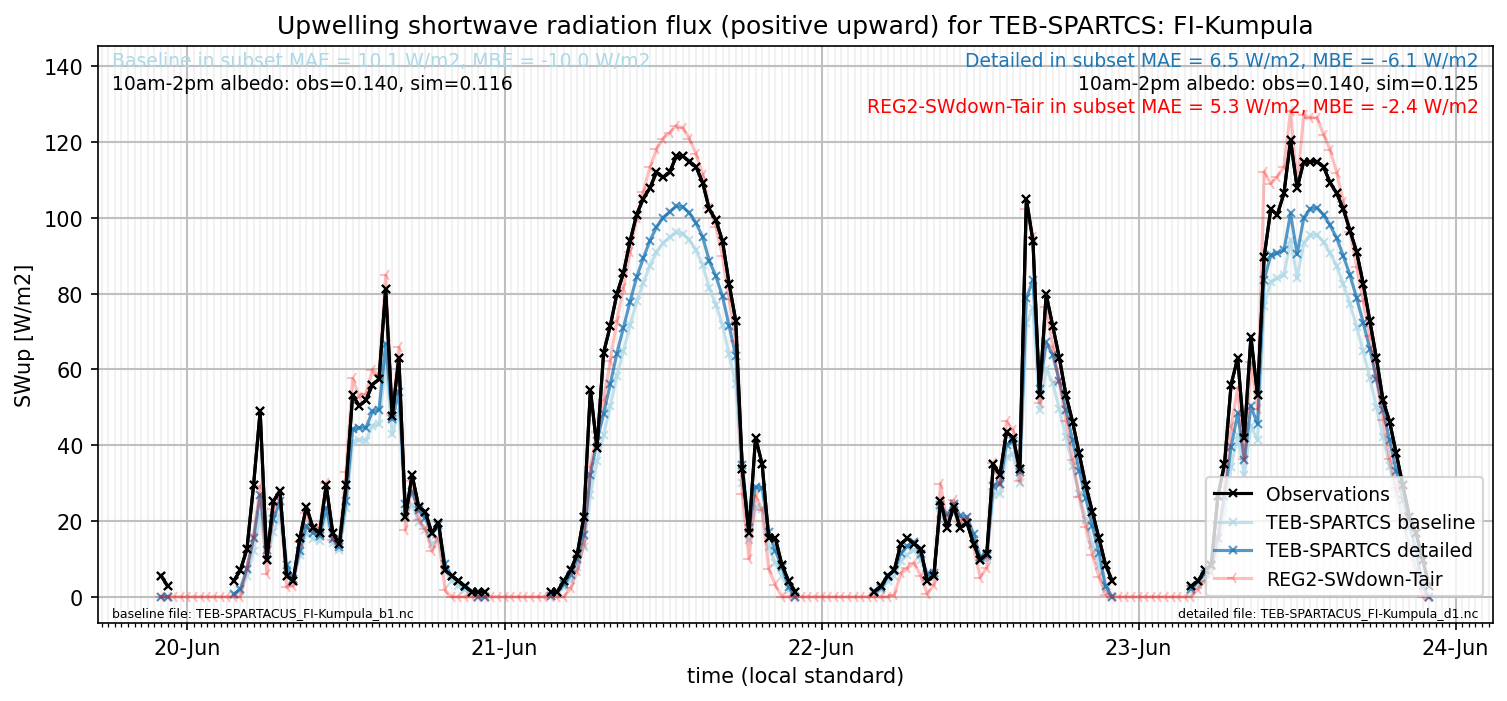 Upwelling shortwave radiation flux (positive upward) for TEB-SPARTCS: FI-Kumpula
Baseline in subset MAE = 10.1 W/m2, MBE = -10.0 W/m2
10am-2pm albedo: obs=0.140, sim=0.116
Detailed in subset MAE = 6.5 W/m2, MBE = -6.1 W/m2
10am-2pm albedo: obs=0.140, sim=0.125
REG2-SWdown-Tair in subset MAE = 5.3 W/m2, MBE = -2.4 W/m2
SWup [W/m2]
140
120
100
80
60
40
20
0
Observations
TEB-SPARTCS baseline
TEB-SPARTCS detailed
REG2-SWdown-Tair
baseline file: TEB-SPARTACUS_FI-Kumpula_b1.nc
detailed file: TEB-SPARTACUS_FI-Kumpula_d1.nc
20-Jun
21-Jun
22-Jun
23-Jun
24-Jun
time (local standard)